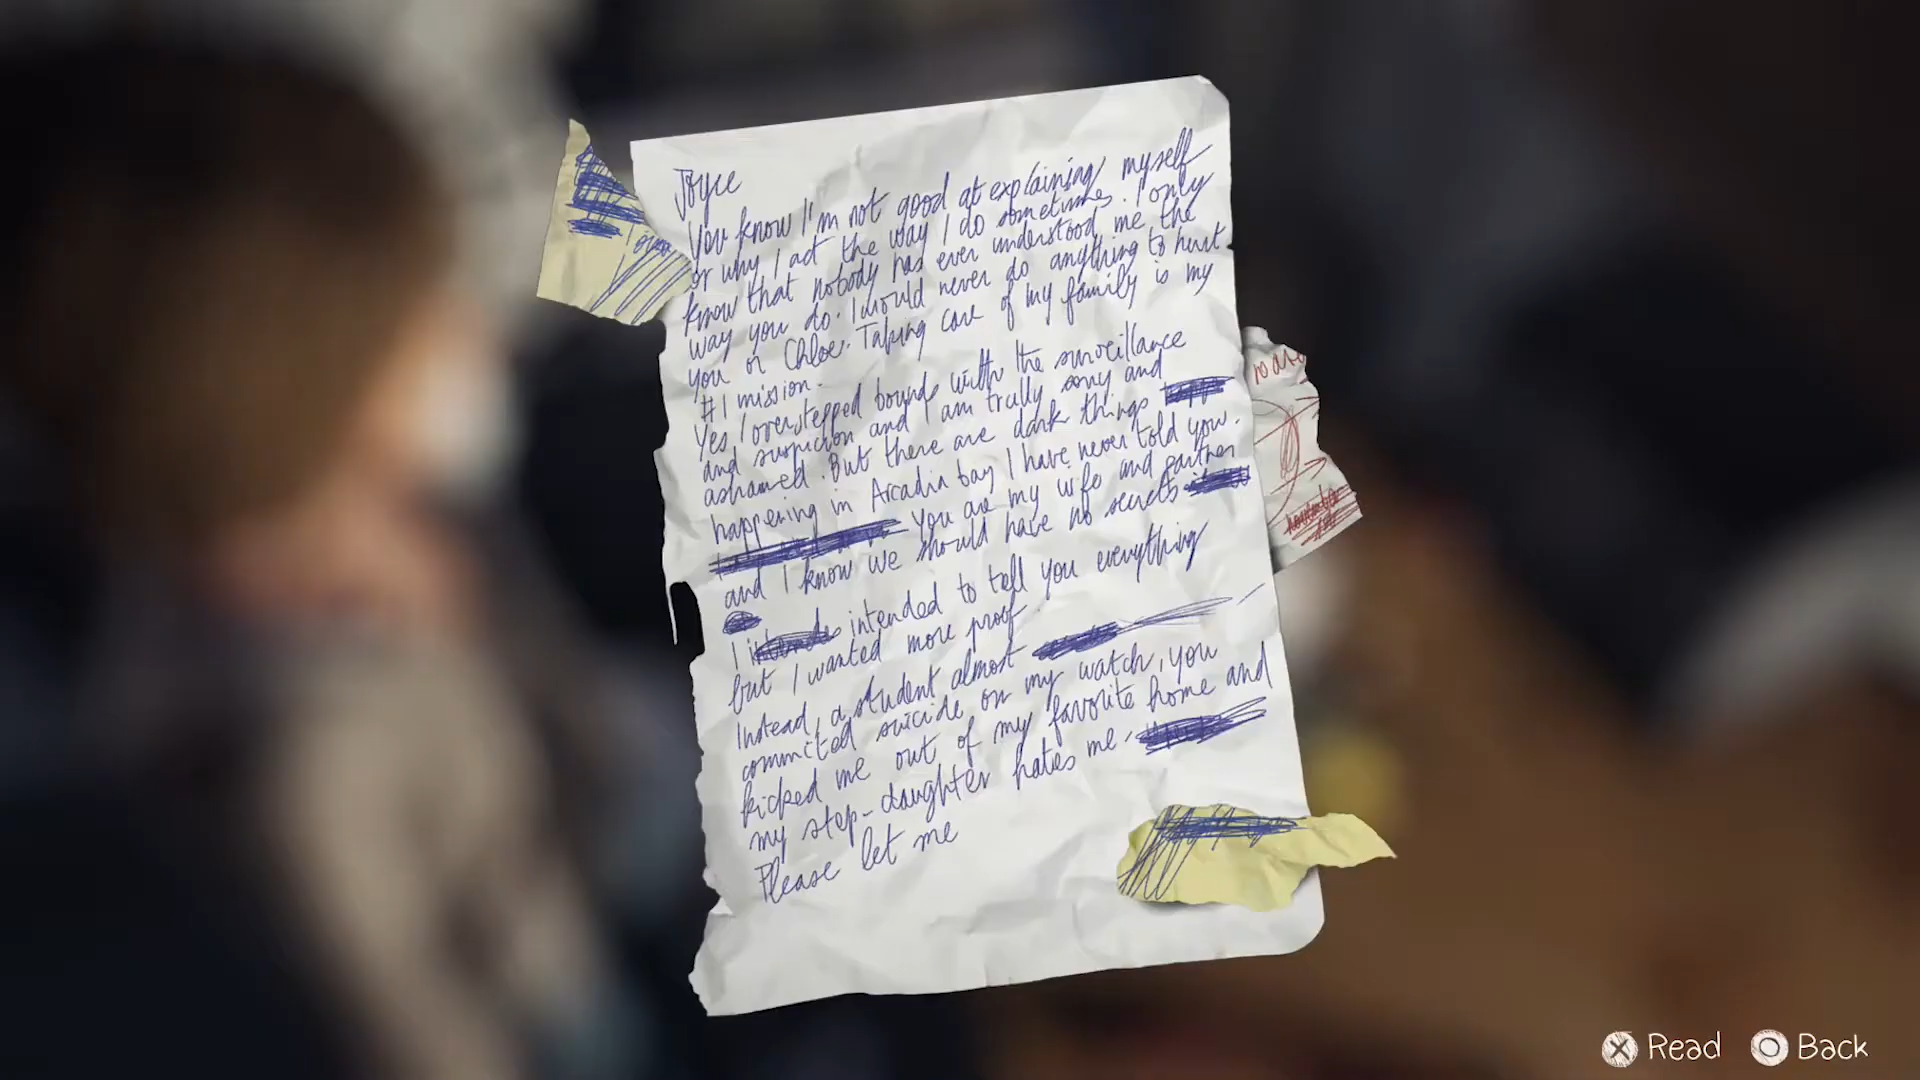 Joyce
You know I'm not good at explaining myself
or why I act the way I do sometimes. I only
know that nobody has ever understood me the
way you do. I would never do anything to hurt
you or Chloe. Taking care of my family is my
#1 mission.
Yes I overstepped bounds with the surveillance
and suspicion and I am trully sorry and
ashamed. But there are dark things
happening in Arcadia bay I have never told you.
You are my wife and partner
and I know we should have no secrets
I intended to tell you everything
but I wanted more proof.
Instead, a student almost
commited suicide on my watch, you
kicked me out of my favorite home and
my step-daughter hates me.
Please let me
Read
Back